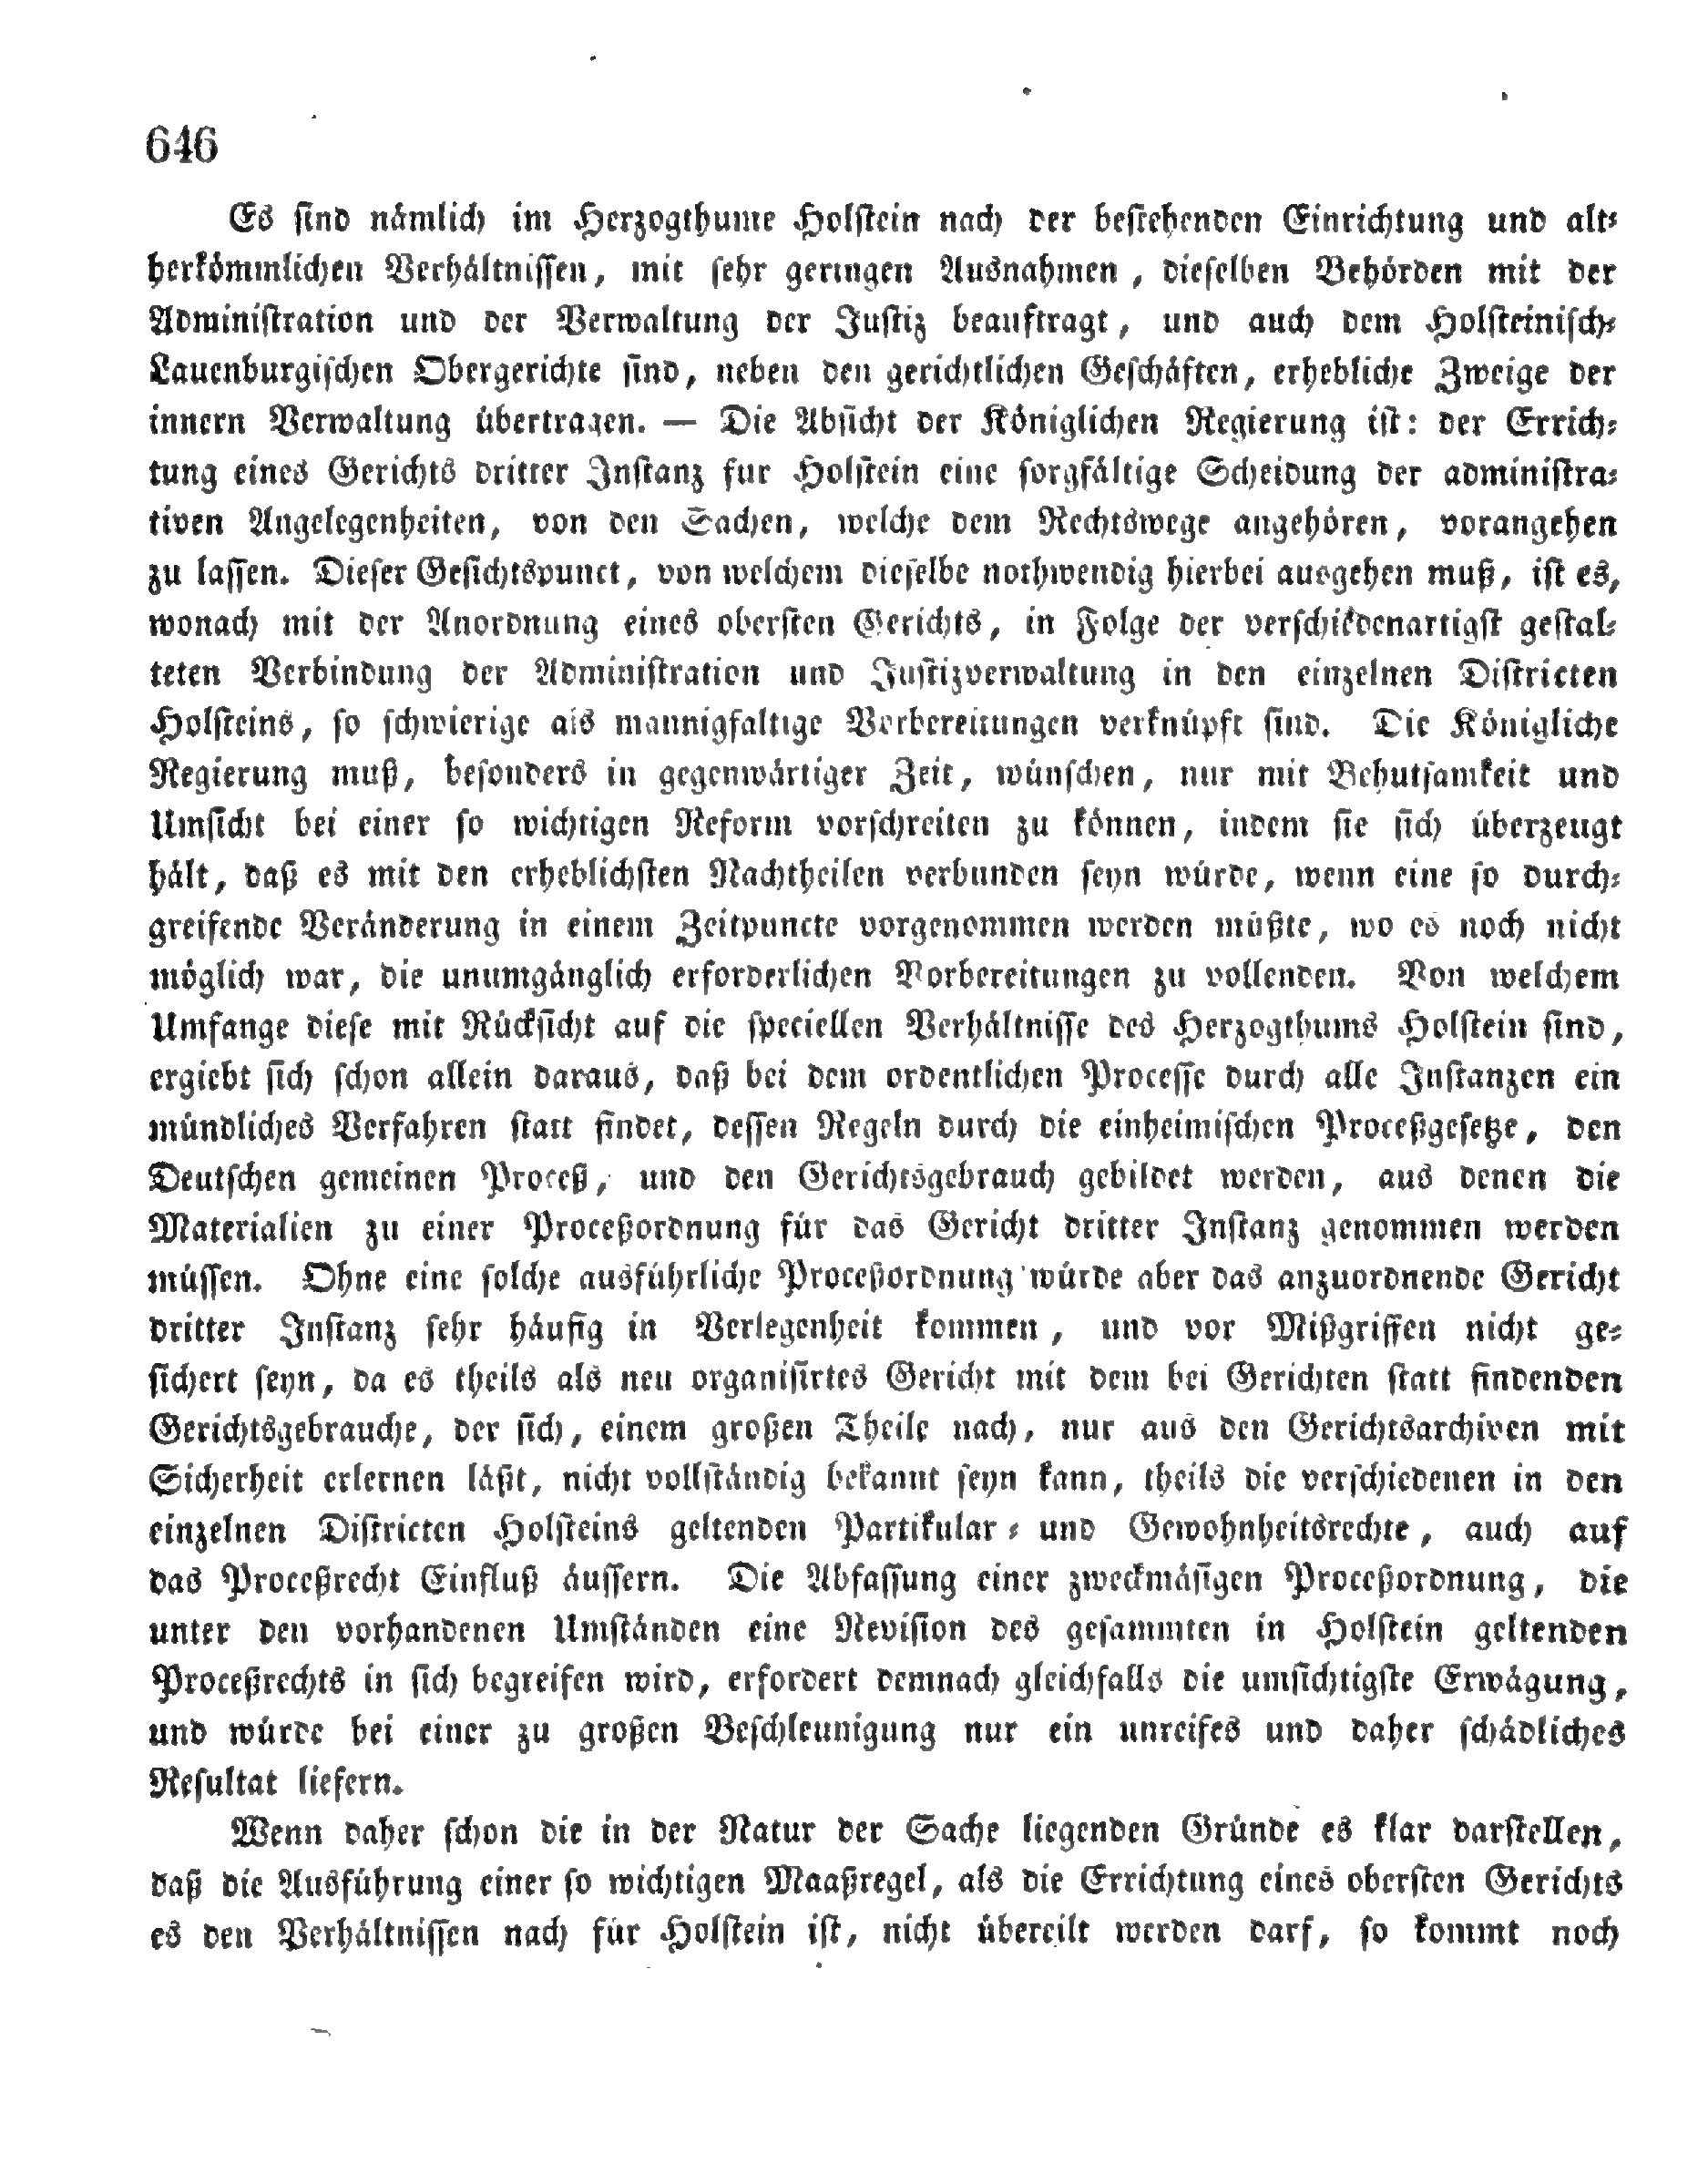 646
Es sind nämlich im Herzogthume Holstein nach der bestehenden Einrichtung und alt-
herkömmlichen Verhältnissen, mit sehr geringen Ausnahmen, dieselben Behörden mit der
Administration und der Verwaltung der Justiz beauftragt, und auch dem Holsteinisch-
Lauenburgischen Obergerichte sind, neben den gerichtlichen Geschäften, erhebliche Zweige der
innern Verwaltung übertragen. — Die Absicht der Königlichen Regierung ist: der Errich-
tung eines Gerichts dritter Instanz fur Holstein eine sorgfältige Scheidung der administra-
tiven Angelegenheiten, von den Sachen, welche dem Rechtswege angehören, vorangehen
zu lassen. Dieser Gesichtspunct, von welchem dieselbe nothwendig hierbei ausgehen muß, ist es,
wonach mit der Anordnung eines obersten Gerichts, in Folge der verschiedenartigst gestal-
teten Verbindung der Administration und Justizverwaltung in den einzelnen Districten
Holsteins, so schwierige als mannigfaltige Vorbereitungen verknüpft sind. Die Königliche
Regierung muß, besonders in gegenwärtiger Zeit, wünschen, nur mit Behutsamkeit und
Umsicht bei einer so wichtigen Reform vorschreiten zu können, indem sie sich überzeugt
hält, daß es mit den erheblichsten Nachtheilen verbunden seyn würde, wenn eine so durch-
greifende Veränderung in einem Zeitpuncte vorgenommen werden müßte, wo es noch nicht
möglich war, die unumgänglich erforderlichen Vorbereitungen zu vollenden. Von welchem
Umfange diese mit Rücksicht auf die speciellen Verhältnisse des Herzogthums Holstein sind,
ergiebt sich schon allein daraus, daß bei dem ordentlichen Processe durch alle Instanzen ein
mündliches Verfahren statt findet, dessen Regeln durch die einheimischen Proceßgesetze, den
Deutschen gemeinen Proceß, und den Gerichtsgebrauch gebildet werden, aus denen die
Materialien zu einer Proceßordnung für das Gericht dritter Instanz genommen werden
müssen. Ohne eine solche ausführliche Proceßordnung würde aber das anzuordnende Gericht
dritter Instanz sehr häufig in Verlegenheit kommen, und vor Mißgriffen nicht ge-
sichert seyn, da es theils als neu organisirtes Gericht mit dem bei Gerichten statt findenden
Gerichtsgebrauche, der sich, einem großen Theile nach, nur aus den Gerichtsarchiven mit
Sicherheit erlernen läßt, nicht vollständig bekannt seyn kann, theils die verschiedenen in den
einzelnen Districten Holsteins geltenden Partikular- und Gewohnheitsrechte, auch auf
das Proceßrecht Einfluß äussern. Die Abfassung einer zweckmäsigen Proceßordnung, die
unter den vorhandenen Umständen eine Revision des gesammten in Holstein geltenden
Proceßrechts in sich begreifen wird, erfordert demnach gleichfalls die umsichtigste Erwägung,
und würde bei einer zu großen Beschleunigung nur ein unreifes und daher schädliches
Resultat liefern.
Wenn daher schon die in der Natur der Sache liegenden Gründe es klar darstellen,
daß die Ausführung einer so wichtigen Maaßregel, als die Errichtung eines obersten Gerichts
es den Verhältnissen nach für Holstein ist, nicht übereilt werden darf, so kommt noch